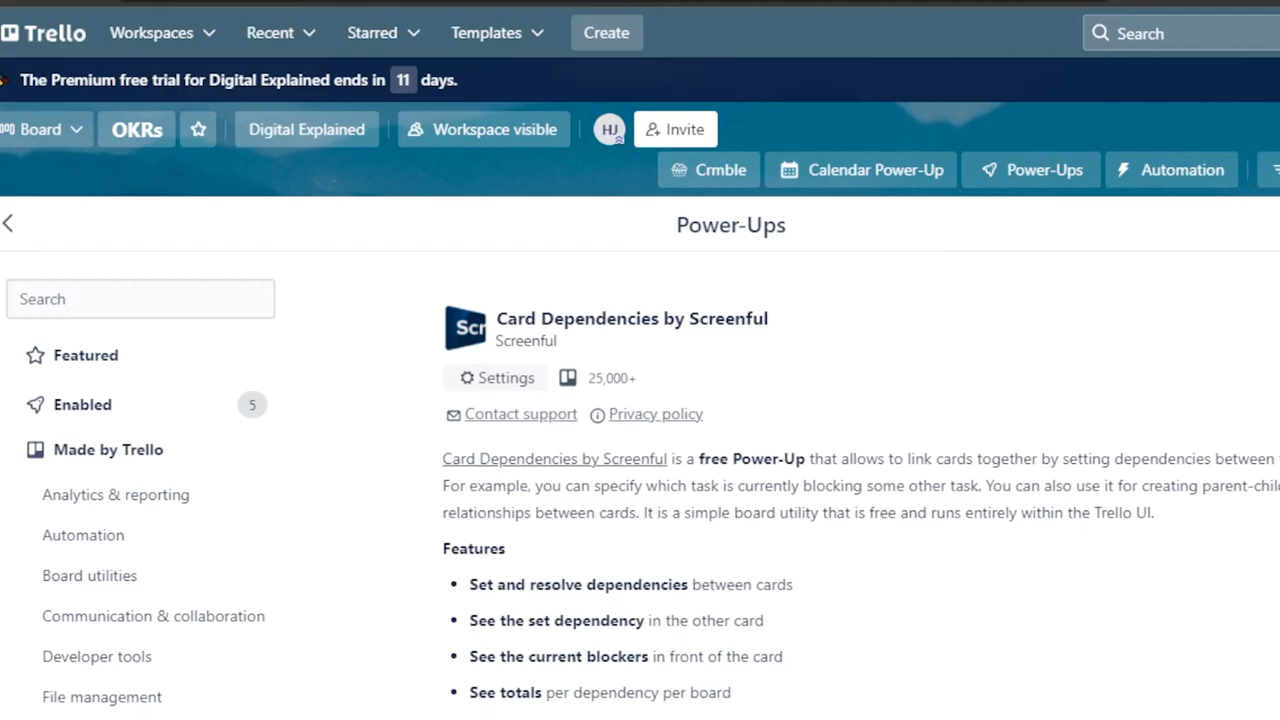 Trello Workspaces Recent Starred Templates Create Search
The Premium free trial for Digital Explained ends in 11 days.
Board OKRs Digital Explained Workspace visible HJ Invite
Crmble Calendar Power-Up Power-Ups Automation
Power-Ups
Search
Featured
Enabled 5
Made by Trello
Analytics & reporting
Automation
Board utilities
Communication & collaboration
Developer tools
File management
Scr
Card Dependencies by Screenful
Screenful
Settings 25,000+
Contact support Privacy policy
Card Dependencies by Screenful is a free Power-Up that allows to link cards together by setting dependencies between
For example, you can specify which task is currently blocking some other task. You can also use it for creating parent-chil
relationships between cards. It is a simple board utility that is free and runs entirely within the Trello UI.
Features
• Set and resolve dependencies between cards
• See the set dependency in the other card
• See the current blockers in front of the card
• See totals per dependency per board